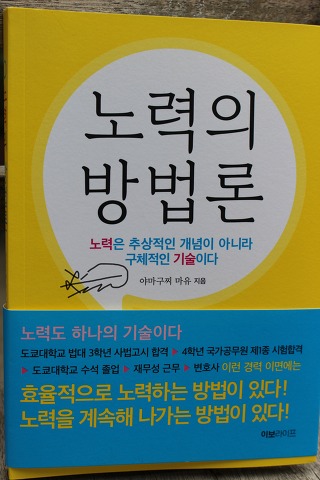 노력의
방법론
노력은 추상적인 개념이 아니라
구체적인 기술이다
야마구찌 마유 지음
노력도 하나의 기술이다
도쿄대학교 법대 3학년 사법고시 합격 ▶ 4학년 국가공무원 제1종 시험합격
▶ 도쿄대학교 수석 졸업 ▶ 재무성 근무 ▶ 변호사 이런 경력 이면에는
효율적으로 노력하는 방법이 있다!
노력을 계속해 나가는 방법이 있다!
이보라이프